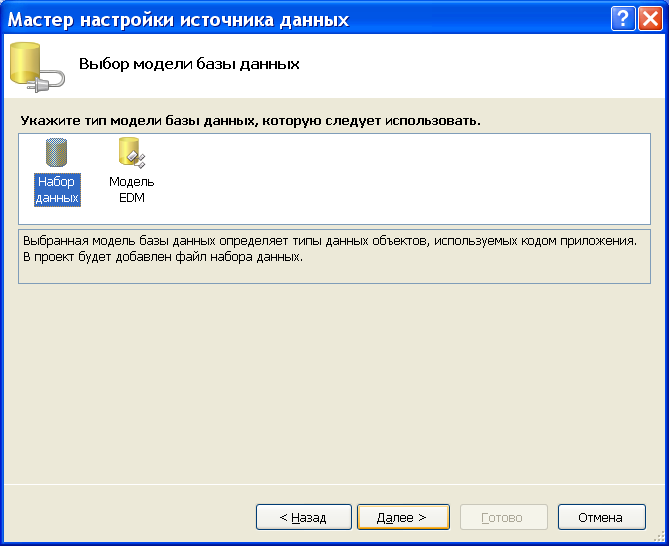 Мастер настройки источника данных
Выбор модели базы данных
Укажите тип модели базы данных, которую следует использовать.
Набор
данных
Модель
EDM
Выбранная модель базы данных определяет типы данных объектов, используемых кодом приложения.
В проект будет добавлен файл набора данных.
< Назад
Далее >
Готово
Отмена